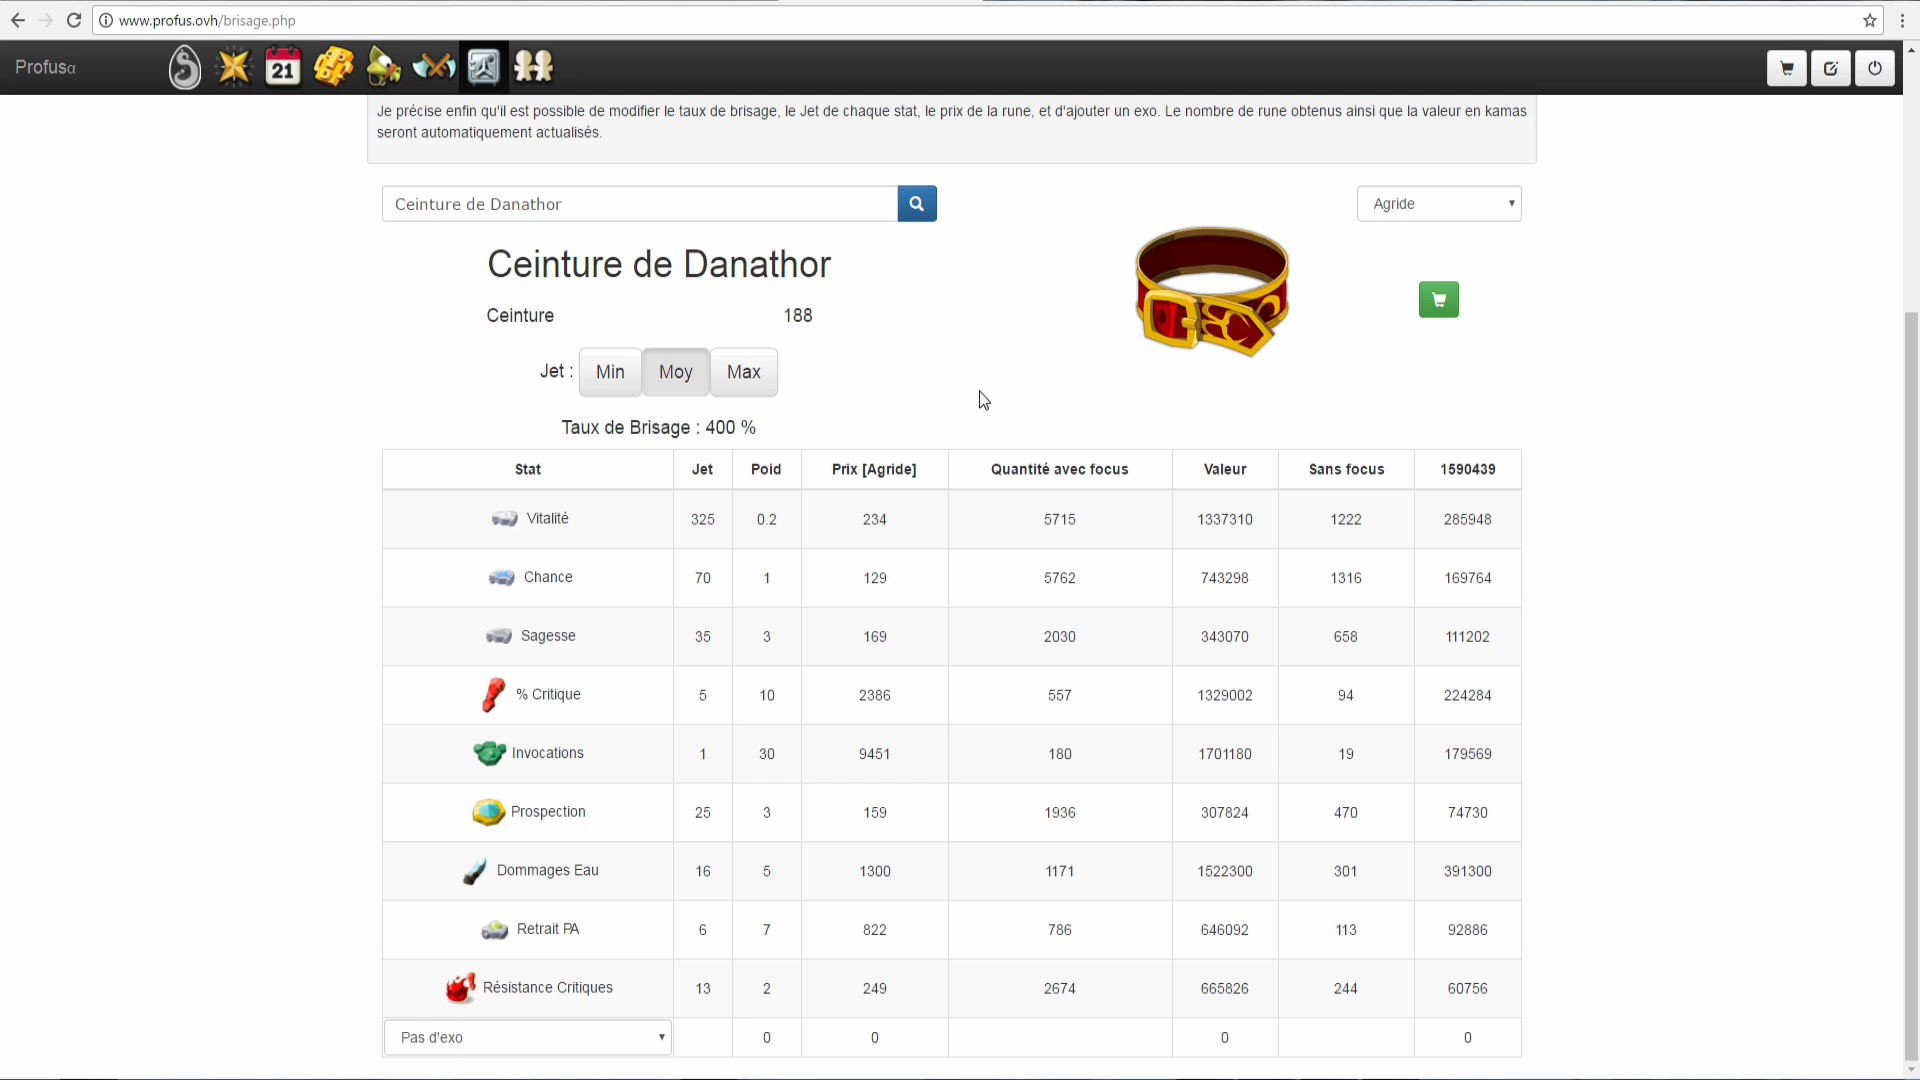 www.profus.ovh/brisage.php
Profusα
21
Je précise enfin qu'il est possible de modifier le taux de brisage, le Jet de chaque stat, le prix de la rune, et d'ajouter un exo. Le nombre de rune obtenus ainsi que la valeur en kamas
seront automatiquement actualisés.
Ceinture de Danathor
Agride
Ceinture de Danathor
Ceinture 188
Jet : Min Moy Max
Taux de Brisage : 400 %
Stat Jet Poid Prix [Agride] Quantité avec focus Valeur Sans focus 1590439
Vitalité 325 0.2 234 5715 1337310 1222 285948
Chance 70 1 129 5762 743298 1316 169764
Sagesse 35 3 169 2030 343070 658 111202
% Critique 5 10 2386 557 1329002 94 224284
Invocations 1 30 9451 180 1701180 19 179569
Prospection 25 3 159 1936 307824 470 74730
Dommages Eau 16 5 1300 1171 1522300 301 391300
Retrait PA 6 7 822 786 646092 113 92886
Résistance Critiques 13 2 249 2674 665826 244 60756
Pas d'exo 0 0 0 0